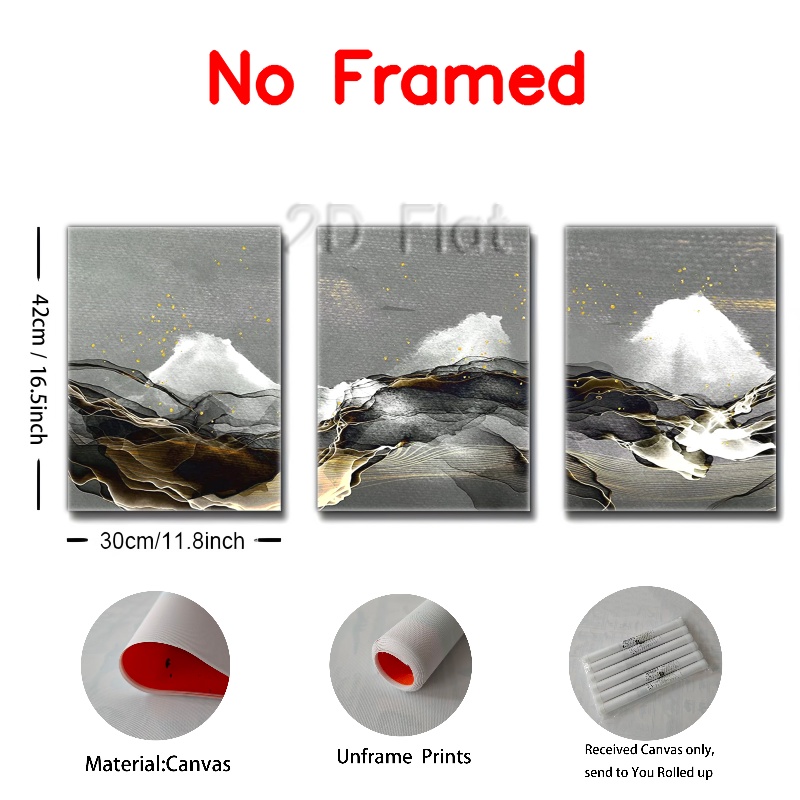 No Framed
2D Flat
42cm / 16.5inch
30cm/11.8inch
Material:Canvas
Unframe Prints
Received Canvas only,
send to You Rolled up